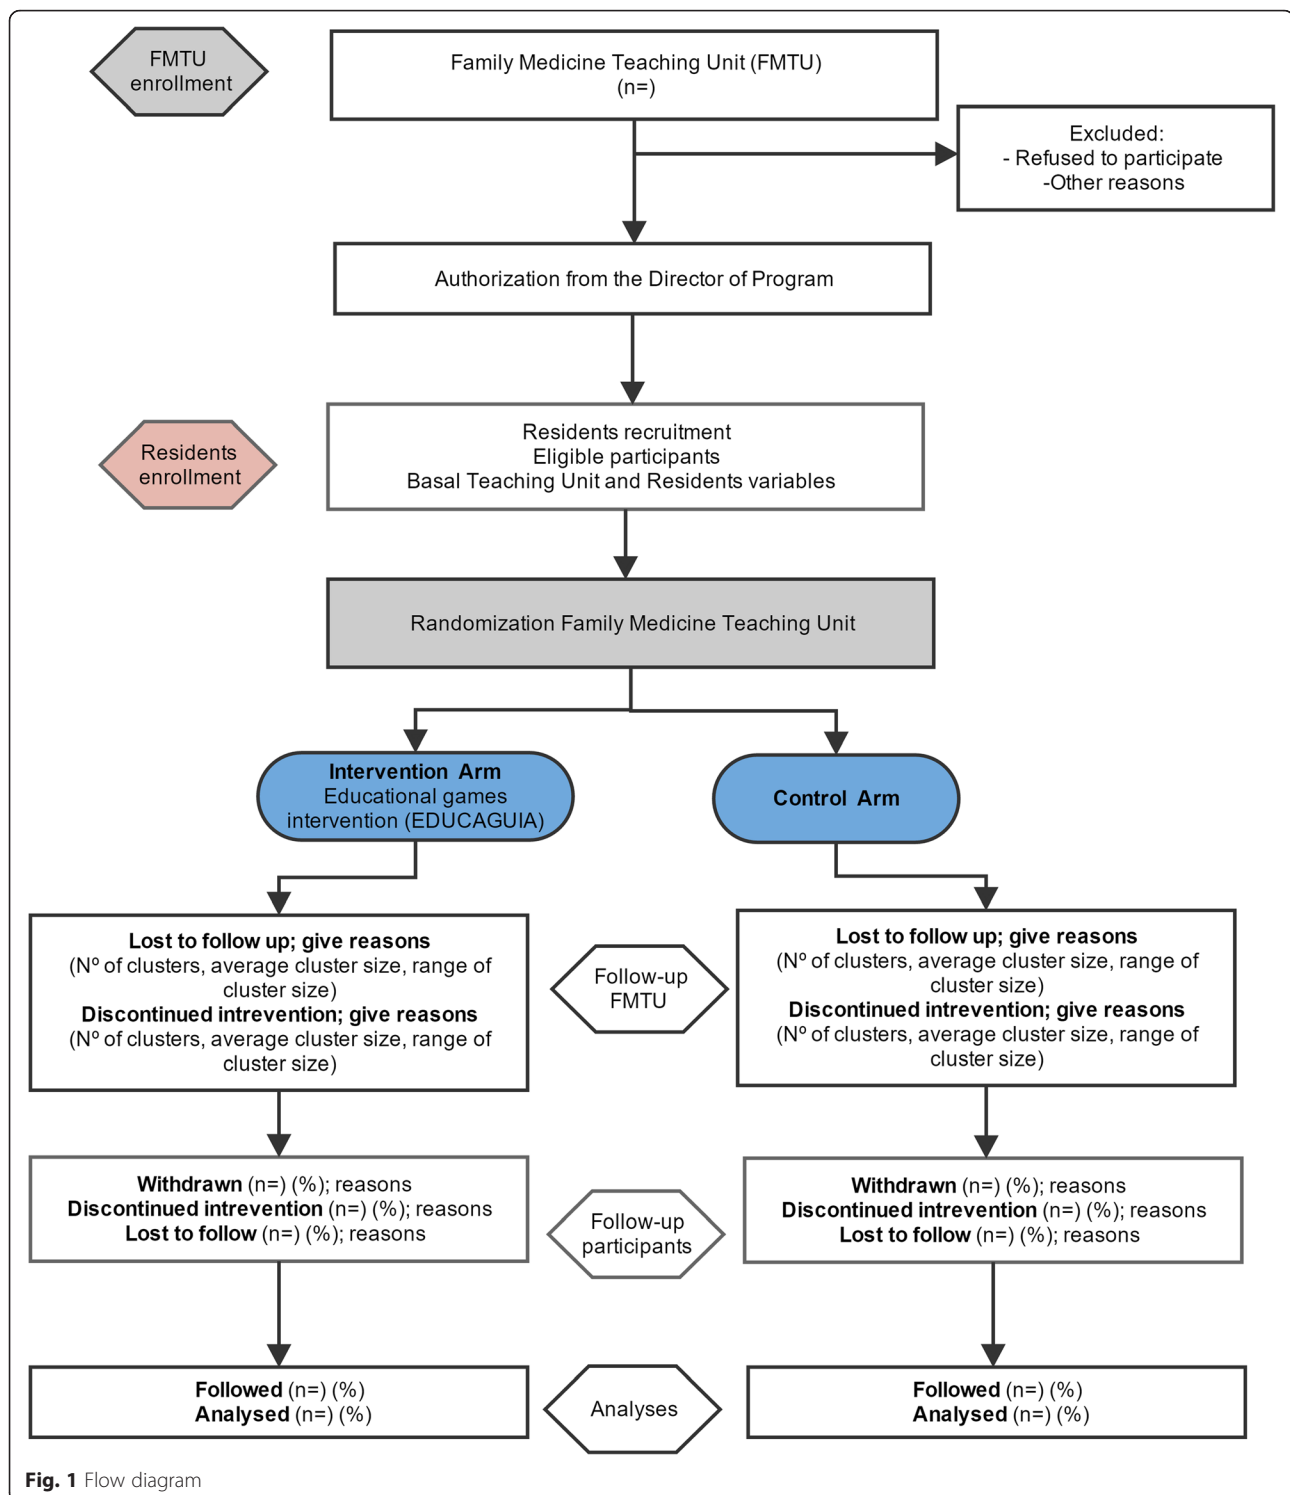 FMTU
enrollment
Family Medicine Teaching Unit (FMTU)
(n=)
Excluded:
- Refused to participate
-Other reasons
Authorization from the Director of Program
Residents
enrollment
Residents recruitment
Eligible participants
Basal Teaching Unit and Residents variables
Randomization Family Medicine Teaching Unit
Intervention Arm
Educational games
intervention (EDUCAGUIA)
Control Arm
Lost to follow up; give reasons
(Nº of clusters, average cluster size, range of
cluster size)
Discontinued intrevention; give reasons
(Nº of clusters, average cluster size, range of
cluster size)
Follow-up
FMTU
Lost to follow up; give reasons
(Nº of clusters, average cluster size, range of
cluster size)
Discontinued intrevention; give reasons
(Nº of clusters, average cluster size, range of
cluster size)
Withdrawn (n=) (%); reasons
Discontinued intrevention (n=) (%); reasons
Lost to follow (n=) (%); reasons
Follow-up
participants
Withdrawn (n=) (%); reasons
Discontinued intrevention (n=) (%); reasons
Lost to follow (n=) (%); reasons
Followed (n=) (%)
Analysed (n=) (%)
Analyses
Followed (n=) (%)
Analysed (n=) (%)
Fig. 1 Flow diagram